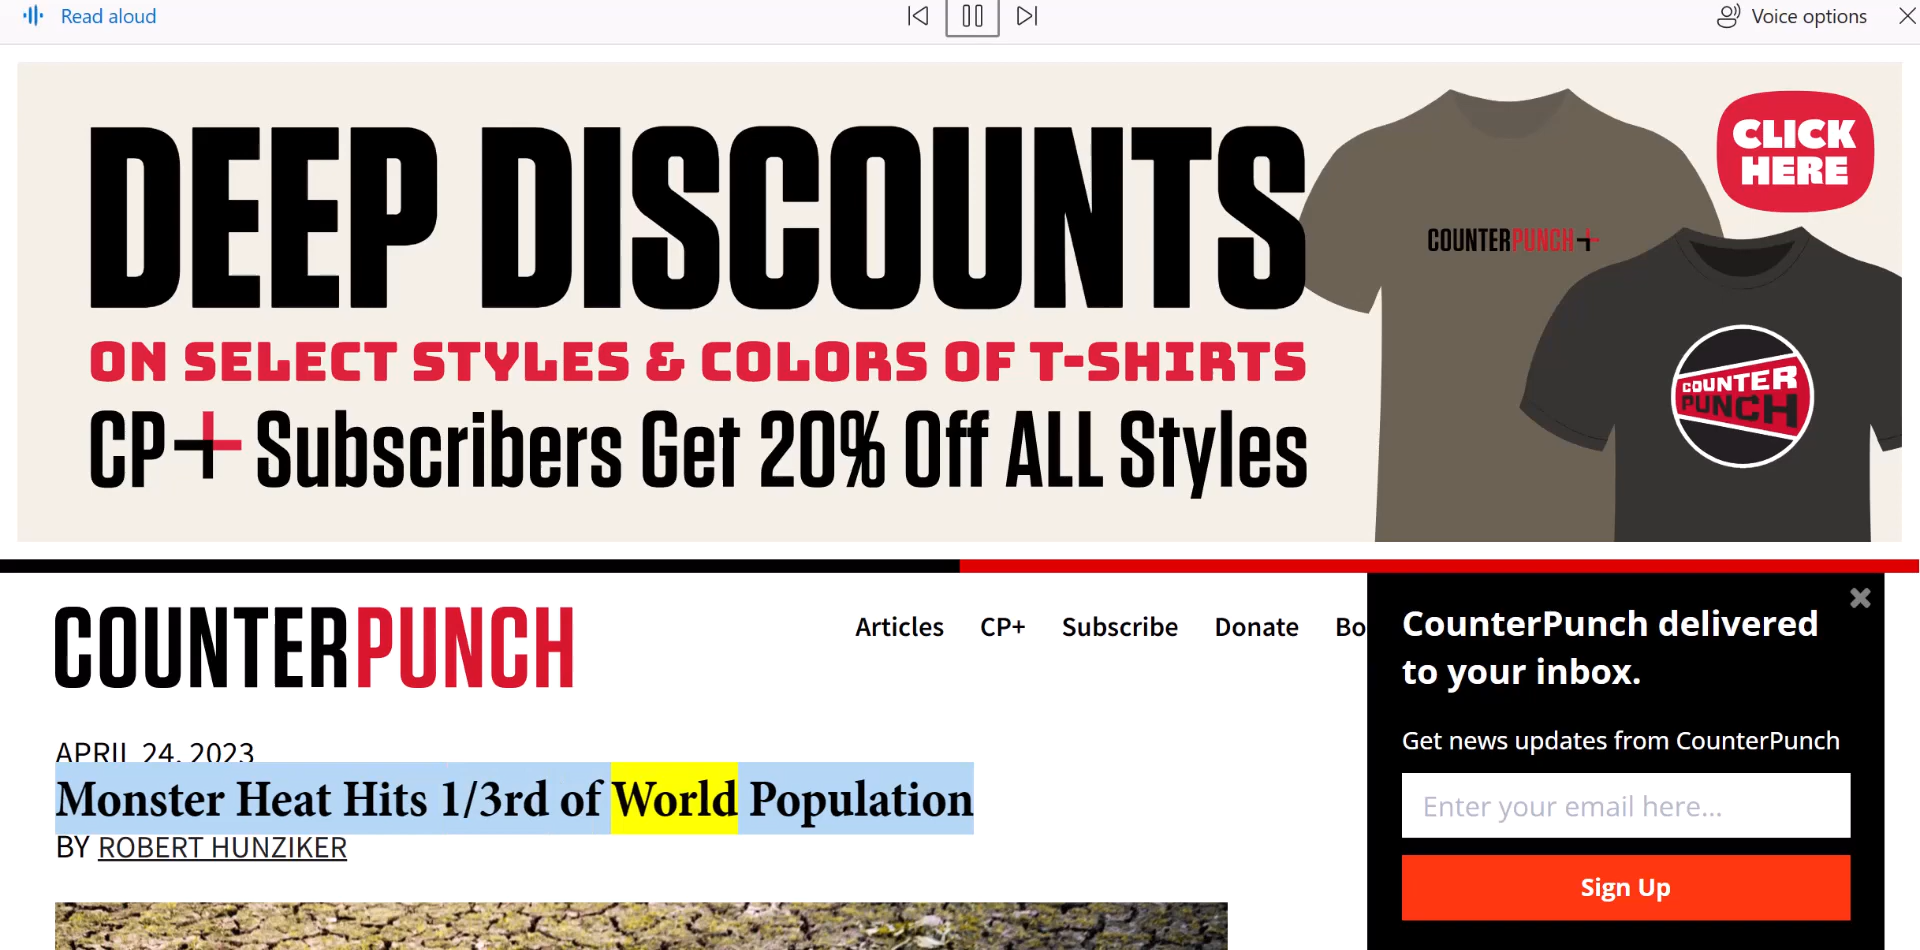 Read aloud
Voice options
DEEP DISCOUNTS
CLICK
HERE
COUNTERPUNCH+
ON SELECT STYLES & COLORS OF T-SHIRTS
COUNTER
PUNCH
CP+ Subscribers Get 20% Off ALL Styles
COUNTERPUNCH
Articles
CP+
Subscribe
Donate
Bo
CounterPunch delivered
to your inbox.
Get news updates from CounterPunch
Enter your email here...
Sign Up
APRIL 24, 2023
Monster Heat Hits 1/3rd of World Population
BY ROBERT HUNZIKER